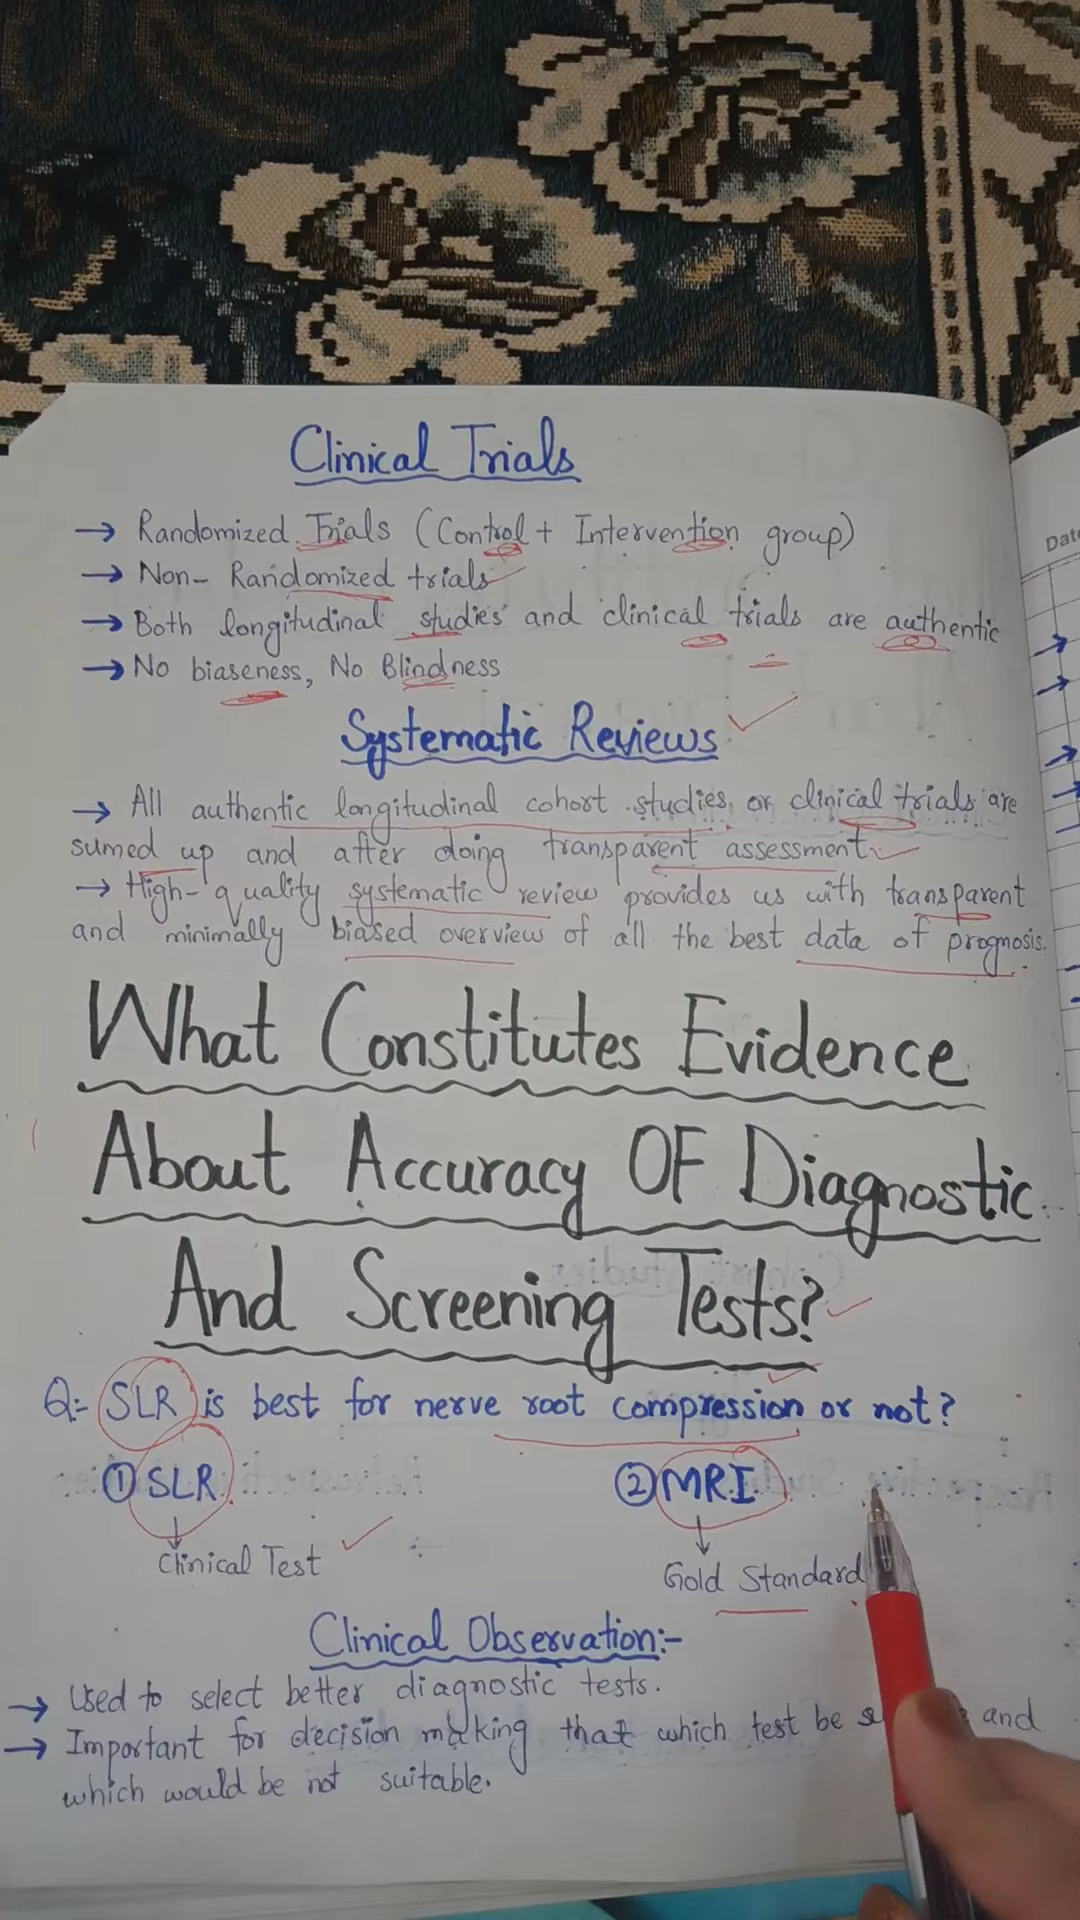 Clinical Trials
→ Randomized Trials (Control + Intervention group)
→ Non-Randomized trials
→ Both longitudinal studies and clinical trials are authentic
→ No biaseness, No Blindness
Systematic Reviews
→ All authentic longitudinal cohort studies or clinical trials are
sumed up and after doing transparent assessment.
→ High-quality systematic review provides us with transparent
and minimally biased overview of all the best data of prognosis.
What Constitutes Evidence
About Accuracy OF Diagnostic
And Screening Tests?
Q:- SLR is best for nerve root compression or not?
① SLR ② MRI
↓ ↓
Clinical Test Gold Standard
Clinical Observation:-
→ Used to select better diagnostic tests.
→ Important for decision making that which test be and
which would be not suitable.